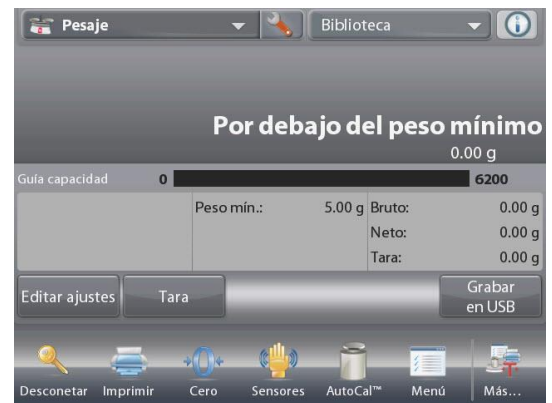 Pesaje Biblioteca
Por debajo del peso mínimo
0.00 g
Guía capacidad 0 6200
Peso mín.: 5.00 g Bruto: 0.00 g
Neto: 0.00 g
Tara: 0.00 g
Editar ajustes Tara Grabar
en USB
Desconetar Imprimir Cero Sensores AutoCal™ Menú Más...